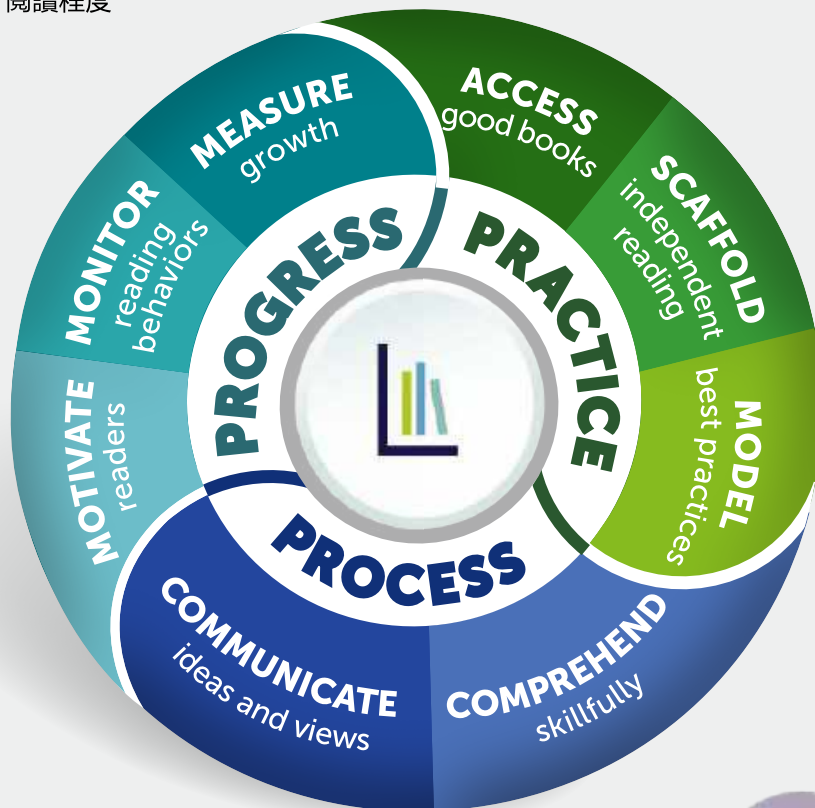 閱讀程度
PROGRESS
MEASURE
growth
MONITOR
reading
behaviors
MOTIVATE
readers
PRACTICE
ACCESS
good books
SCAFFOLD
independent
reading
MODEL
best practices
PROCESS
COMPREHEND
skillfully
COMMUNICATE
ideas and views